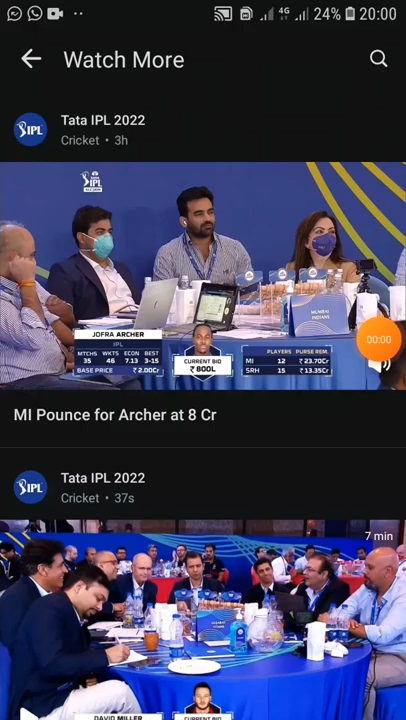 4G 24% 20:00
Watch More
Tata IPL 2022
Cricket • 3h
IPL
JOFRA ARCHER
IPL
MTCHS WKTS ECON BEST
35 46 7.13 3-15
BASE PRICE ₹ 2.00Cr
CURRENT BID
₹ 800L
PLAYERS PURSE REM.
MI 12 ₹ 23.70Cr
SRH 15 ₹ 13.35Cr
MUMBAI
INDIANS
00:00
MI Pounce for Archer at 8 Cr
IPL
Tata IPL 2022
Cricket • 37s
7 min
DAVID MILLER
CURRENT BID